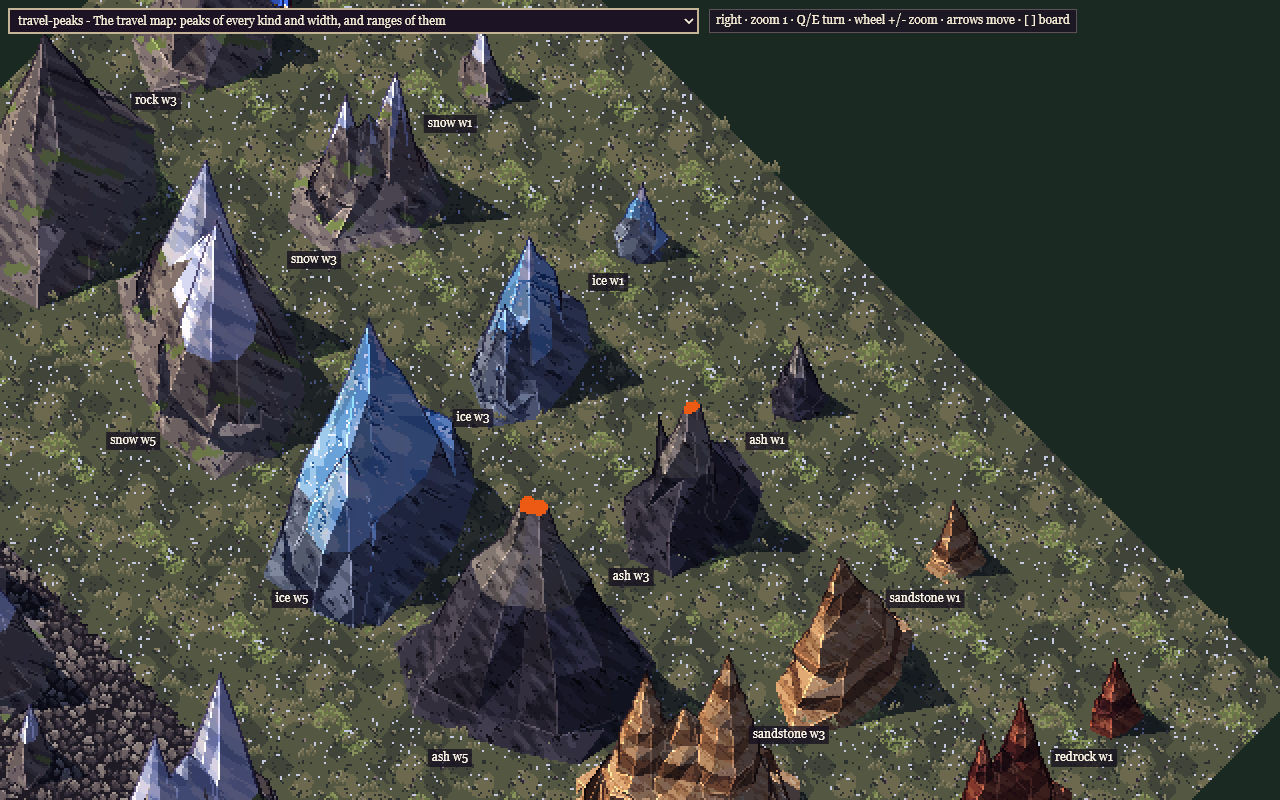 travel-peaks - The travel map: peaks of every kind and width, and ranges of them
right · zoom 1 · Q/E turn · wheel +/- zoom · arrows move · [ ] board
rock w3
snow w1
snow w3
ice w1
ice w3
snow w5
ash w1
ash w3
ice w5
sandstone w1
sandstone w3
ash w5
redrock w1